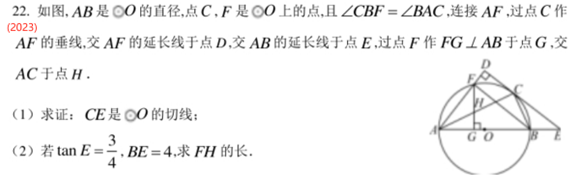 22. 如图, AB 是 ◎O 的直径,点 C , F 是 ◎O 上的点,且 ∠CBF = ∠BAC ,连接 AF ,过点 C 作
(2023)
AF 的垂线,交 AF 的延长线于点 D ,交 AB 的延长线于点 E ,过点 F 作 FG ⊥ AB 于点 G ,交
AC 于点 H .
(1) 求证: CE 是 ◎O 的切线;
(2) 若 tan E = 3/4 , BE = 4 ,求 FH 的长.
D
F
C
H
A
G O
B
E